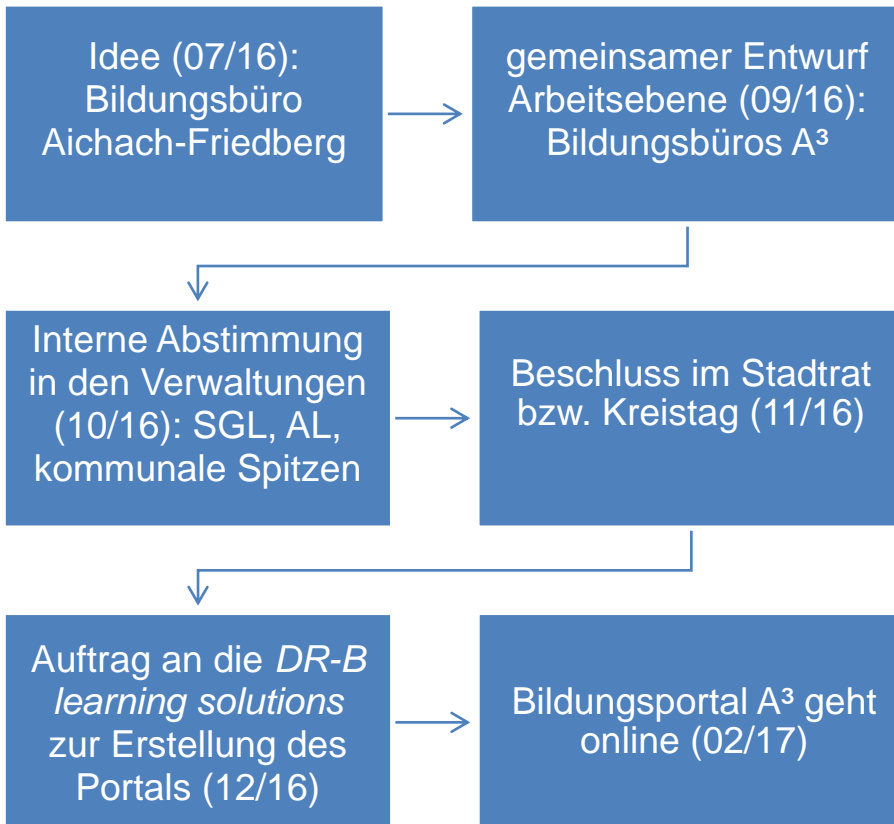 Idee (07/16):
Bildungsbüro
Aichach-Friedberg
gemeinsamer Entwurf
Arbeitsebene (09/16):
Bildungsbüros A³
Interne Abstimmung
in den Verwaltungen
(10/16): SGL, AL,
kommunale Spitzen
Beschluss im Stadtrat
bzw. Kreistag (11/16)
Auftrag an die DR-B
learning solutions
zur Erstellung des
Portals (12/16)
Bildungsportal A³ geht
online (02/17)